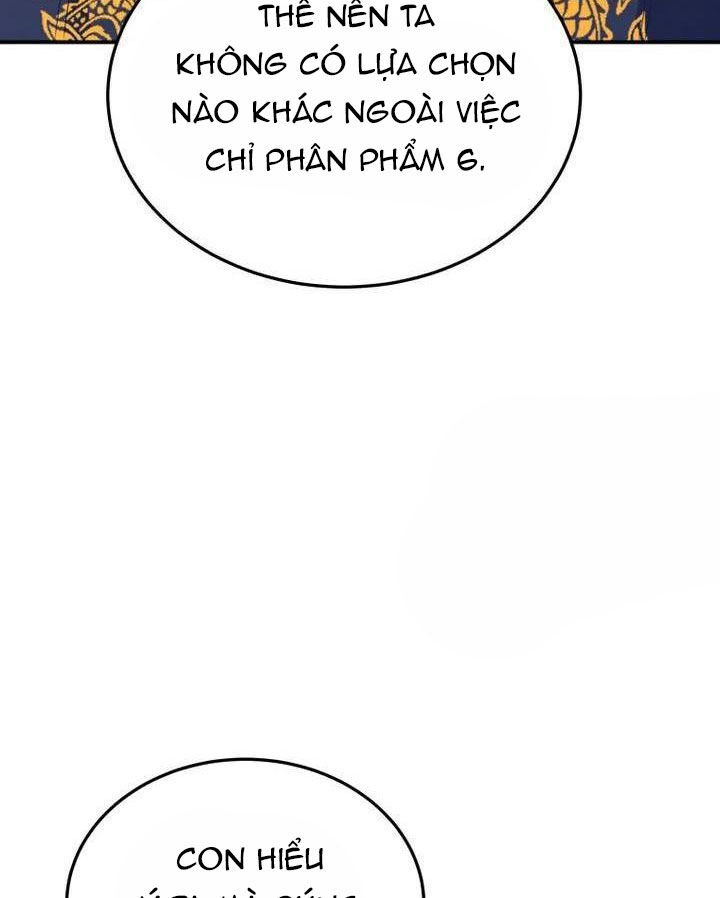 THẾ NÊN TA
KHÔNG CÓ LỰA CHỌN
NÀO KHÁC NGOÀI VIỆC
CHỈ PHÂN PHẨM 6.
CON HIỂU